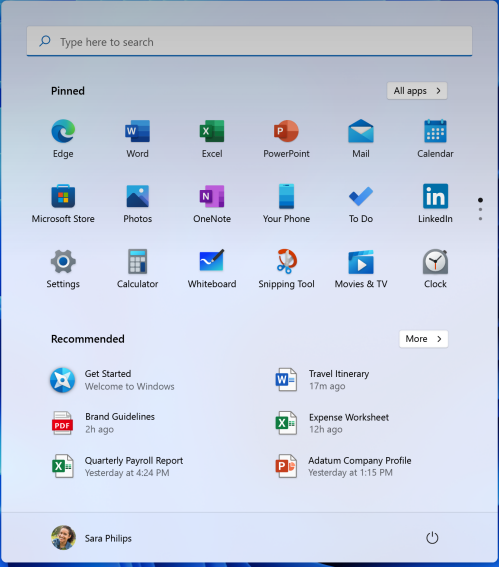 Type here to search
Pinned
All apps
Edge
Word
Excel
PowerPoint
Mail
Calendar
Microsoft Store
Photos
OneNote
Your Phone
To Do
LinkedIn
Settings
Calculator
Whiteboard
Snipping Tool
Movies & TV
Clock
Recommended
More
Get Started
Welcome to Windows
Travel Itinerary
17m ago
PDF
Brand Guidelines
2h ago
Expense Worksheet
12h ago
Quarterly Payroll Report
Yesterday at 4:24 PM
Adatum Company Profile
Yesterday at 1:15 PM
Sara Philips